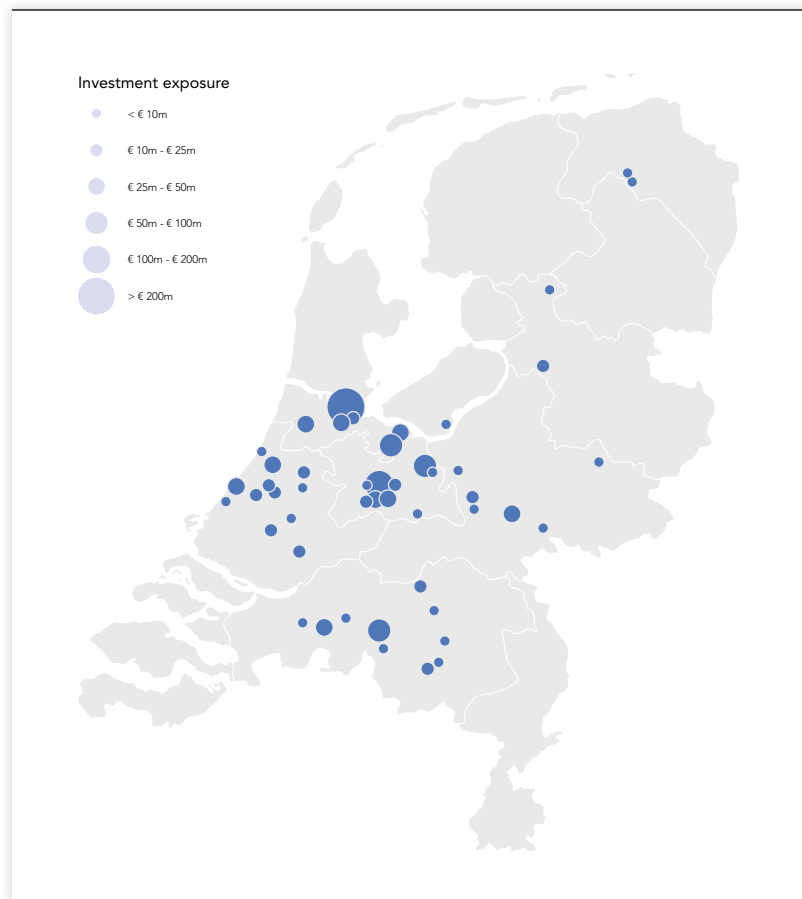 Investment exposure
< € 10m
€ 10m - € 25m
€ 25m - € 50m
€ 50m - € 100m
€ 100m - € 200m
> € 200m